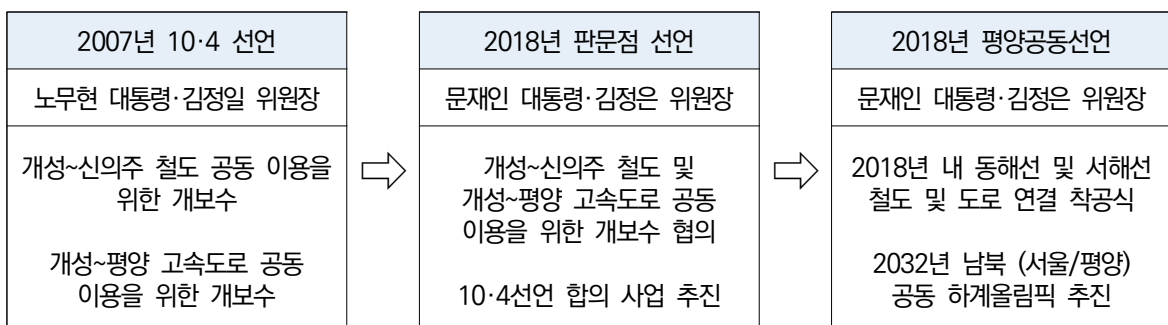 2007년 10·4 선언
노무현 대통령·김정일 위원장
개성~신의주 철도 공동 이용을
위한 개보수
개성~평양 고속도로 공동
이용을 위한 개보수
2018년 판문점 선언
문재인 대통령·김정은 위원장
개성~신의주 철도 및
개성~평양 고속도로 공동
이용을 위한 개보수 협의
10·4선언 합의 사업 추진
2018년 평양공동선언
문재인 대통령·김정은 위원장
2018년 내 동해선 및 서해선
철도 및 도로 연결 착공식
2032년 남북 (서울/평양)
공동 하계올림픽 추진